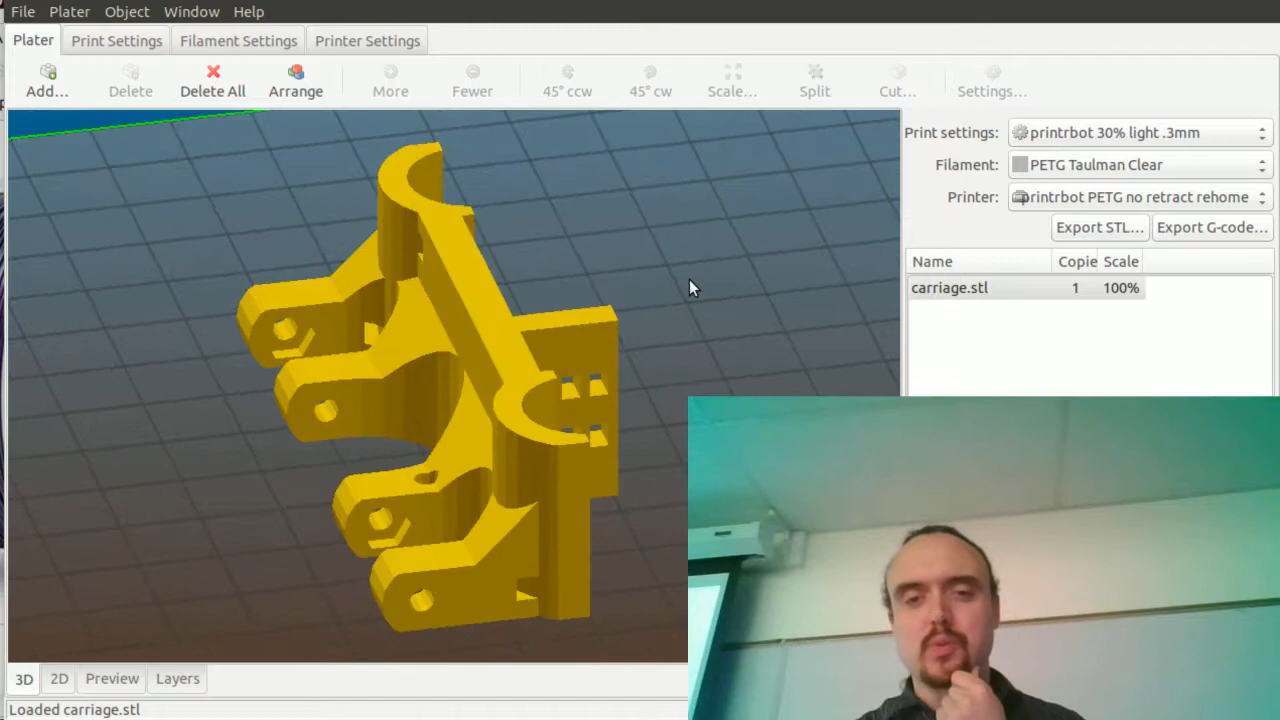 File Plater Object Window Help
Plater Print Settings Filament Settings Printer Settings
Add... Delete Delete All Arrange More Fewer 45° ccw 45° cw Scale... Split Cut... Settings...
Print settings: printrbot 30% light .3mm
Filament: PETG Taulman Clear
Printer: printrbot PETG no retract rehome
Export STL... Export G-code...
Name Copie Scale
carriage.stl 1 100%
3D 2D Preview Layers
Loaded carriage.stl